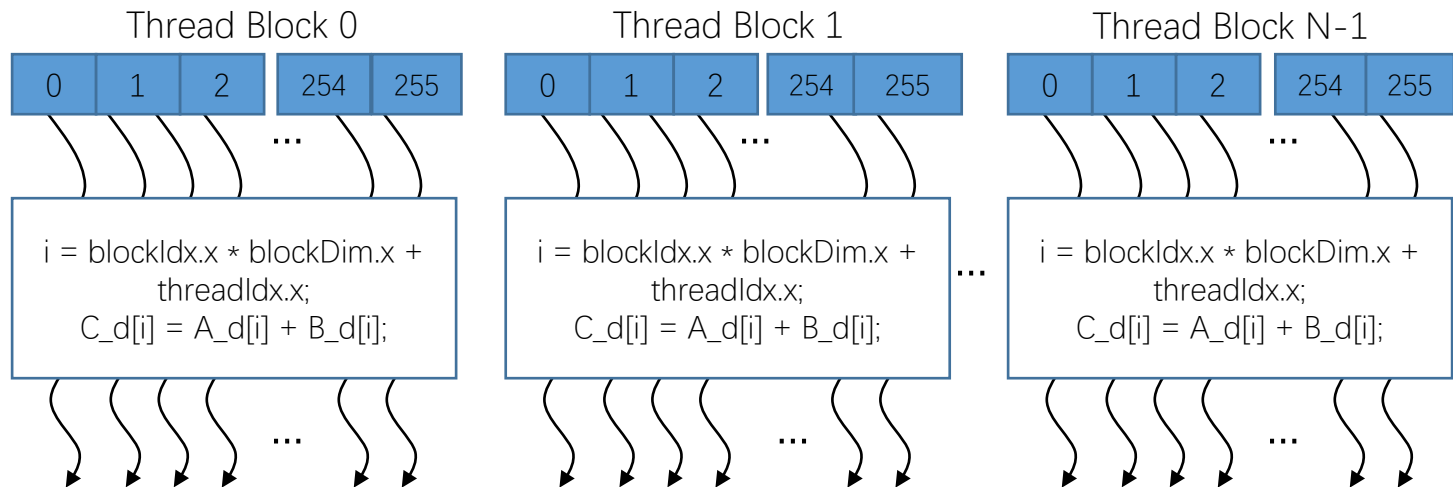 Thread Block 0
0 1 2 254 255
...
i = blockIdx.x * blockDim.x +
threadIdx.x;
C_d[i] = A_d[i] + B_d[i];
...
Thread Block 1
0 1 2 254 255
...
i = blockIdx.x * blockDim.x +
threadIdx.x;
C_d[i] = A_d[i] + B_d[i];
...
...
Thread Block N-1
0 1 2 254 255
...
i = blockIdx.x * blockDim.x +
threadIdx.x;
C_d[i] = A_d[i] + B_d[i];
...